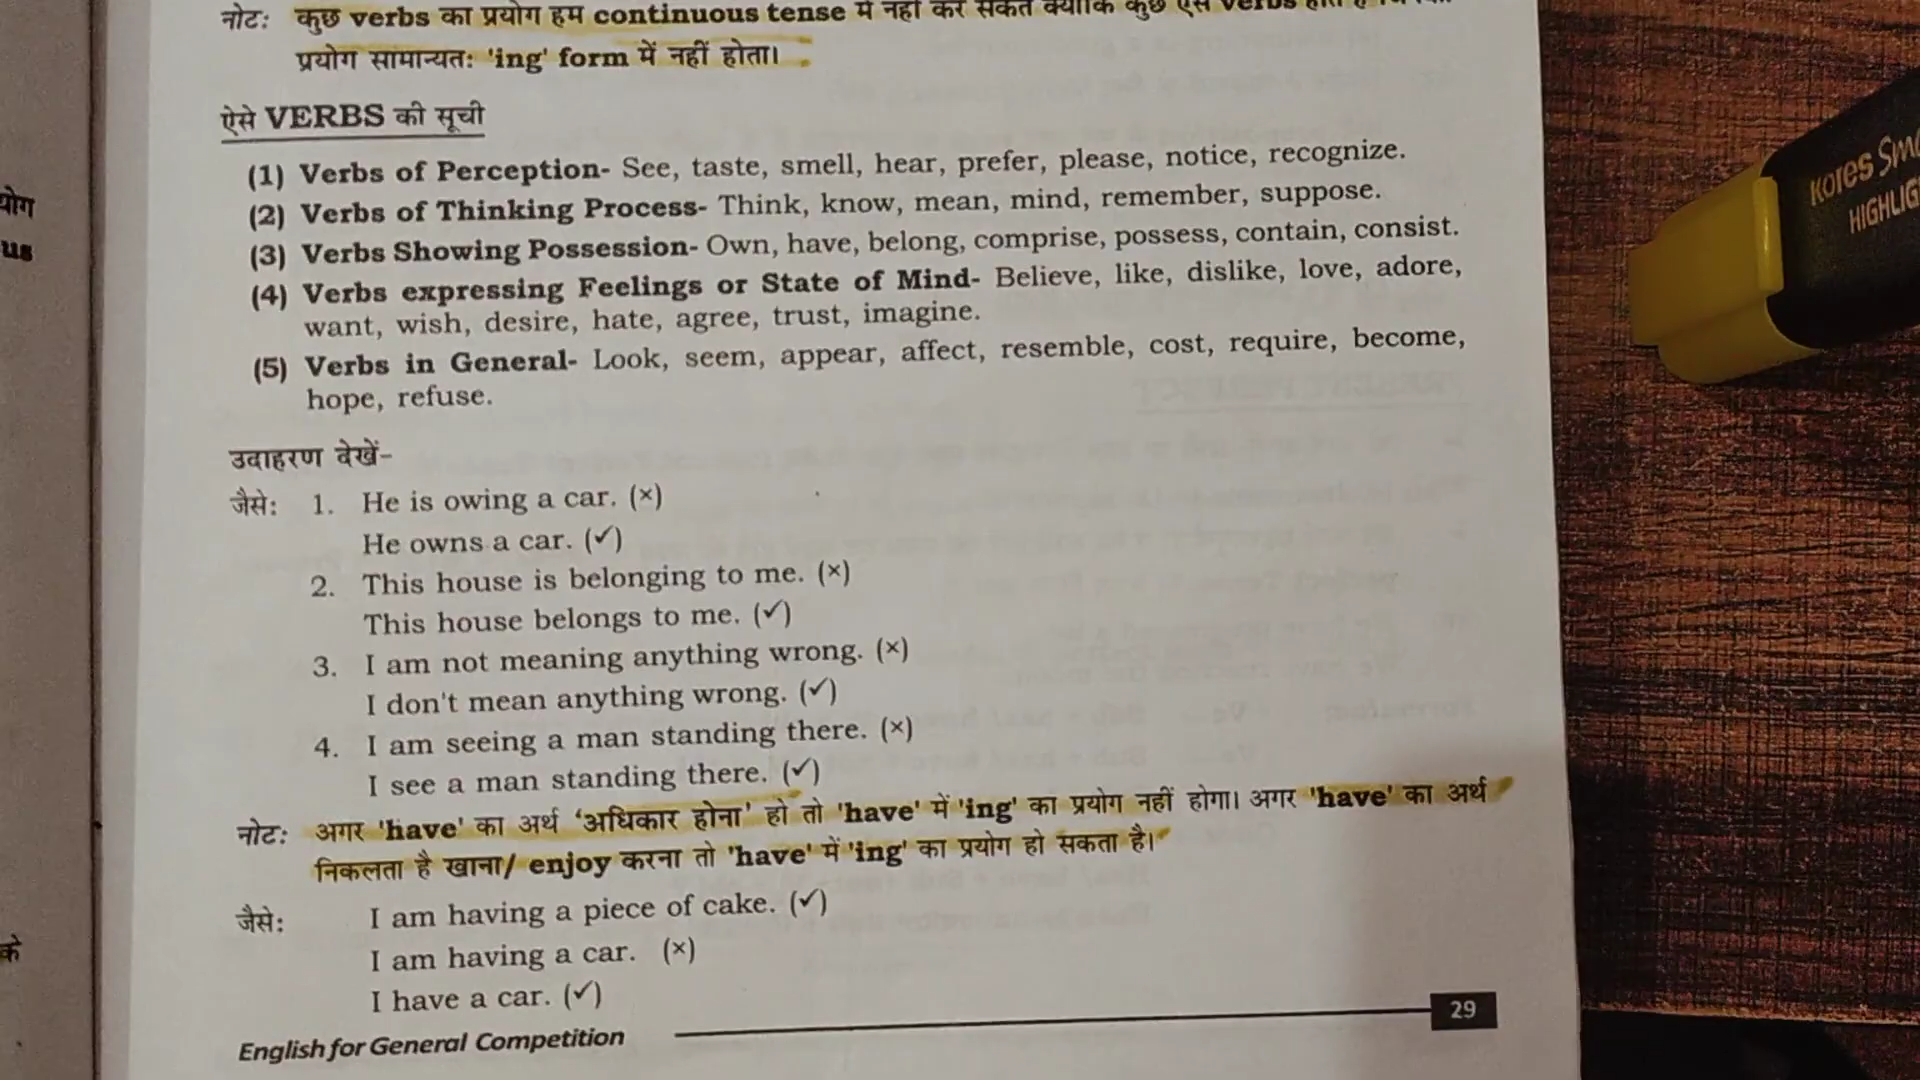 नोट: कुछ verbs का प्रयोग हम continuous tense में नहीं कर सकते क्योंकि कुछ ऐसे verbs होते हैं
प्रयोग सामान्यत: 'ing' form में नहीं होता।
ऐसे VERBS की सूची
(1) Verbs of Perception- See, taste, smell, hear, prefer, please, notice, recognize.
(2) Verbs of Thinking Process- Think, know, mean, mind, remember, suppose.
(3) Verbs Showing Possession- Own, have, belong, comprise, possess, contain, consist.
(4) Verbs expressing Feelings or State of Mind- Believe, like, dislike, love, adore,
want, wish, desire, hate, agree, trust, imagine.
(5) Verbs in General- Look, seem, appear, affect, resemble, cost, require, become,
hope, refuse.
उदाहरण देखें-
जैसे: 1. He is owing a car. (×)
He owns a car. (✓)
2. This house is belonging to me. (×)
This house belongs to me. (✓)
3. I am not meaning anything wrong. (×)
I don't mean anything wrong. (✓)
4. I am seeing a man standing there. (×)
I see a man standing there. (✓)
नोट: अगर 'have' का अर्थ ‘अधिकार होना’ हो तो 'have' में 'ing' का प्रयोग नहीं होगा। अगर 'have' का अर्थ
निकलता है खाना/ enjoy करना तो 'have' में 'ing' का प्रयोग हो सकता है।
जैसे: I am having a piece of cake. (✓)
I am having a car. (×)
I have a car. (✓)
English for General Competition 29
योग
us
के
Kores
HIGHLIG